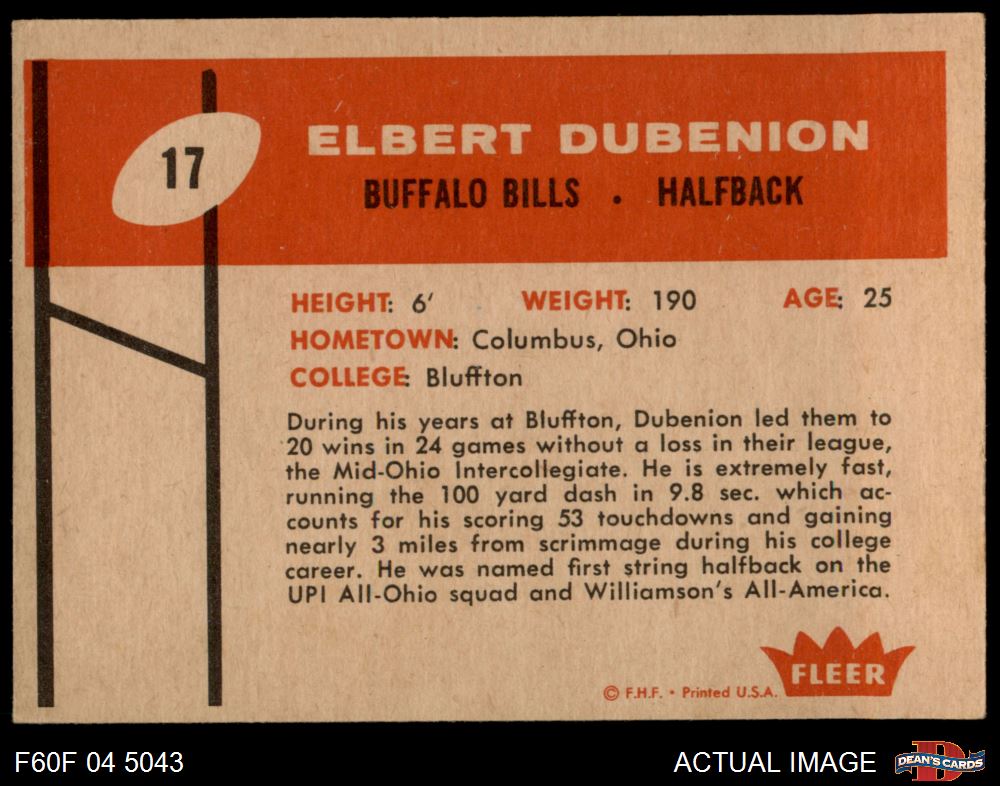 17
ELBERT DUBENION
BUFFALO BILLS . HALFBACK
HEIGHT: 6' WEIGHT: 190 AGE: 25
HOMETOWN: Columbus, Ohio
COLLEGE: Bluffton
During his years at Bluffton, Dubenion led them to
20 wins in 24 games without a loss in their league,
the Mid-Ohio Intercollegiate. He is extremely fast,
running the 100 yard dash in 9.8 sec. which ac-
counts for his scoring 53 touchdowns and gaining
nearly 3 miles from scrimmage during his college
career. He was named first string halfback on the
UPI All-Ohio squad and Williamson's All-America.
FLEER
© F.H.F. • Printed U.S.A.
F60F 04 5043
ACTUAL IMAGE
DEAN'S CARDS